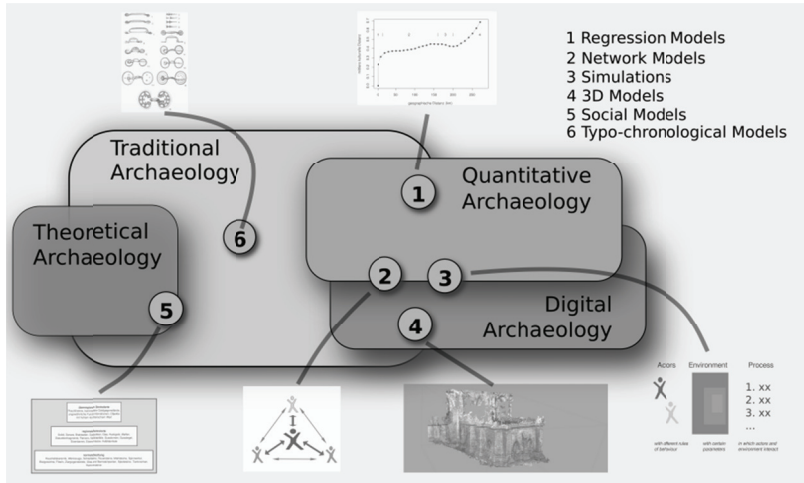 1 Regression Models
2 Network Models
3 Simulations
4 3D Models
5 Social Models
6 Typo-chronological Models
Traditional
Archaeology
Quantitative
Archaeology
1
Theoretical
Archaeology
6
2
3
5
Digital
Archaeology
4
Acors
Environment
Process
1. xx
2. xx
3. xx
...
with different rules
of behaviour
with certain
parameters
in which actors and
environment interact